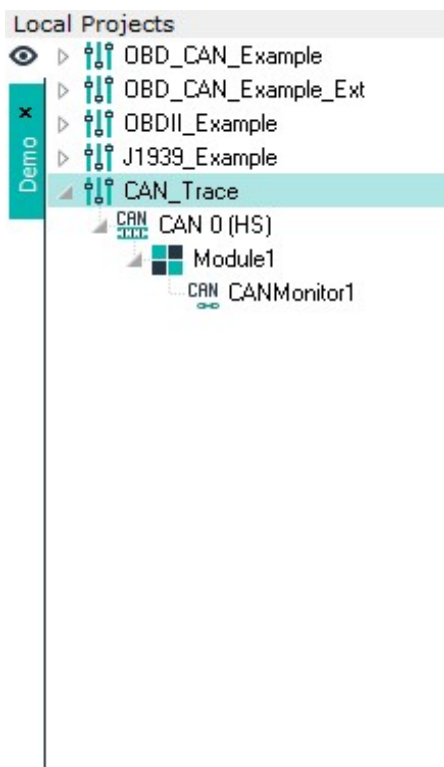 Local Projects
OBD_CAN_Example
OBD_CAN_Example_Ext
OBDII_Example
J1939_Example
Demo
CAN_Trace
CAN CAN 0 (HS)
Module1
CAN CANMonitor1